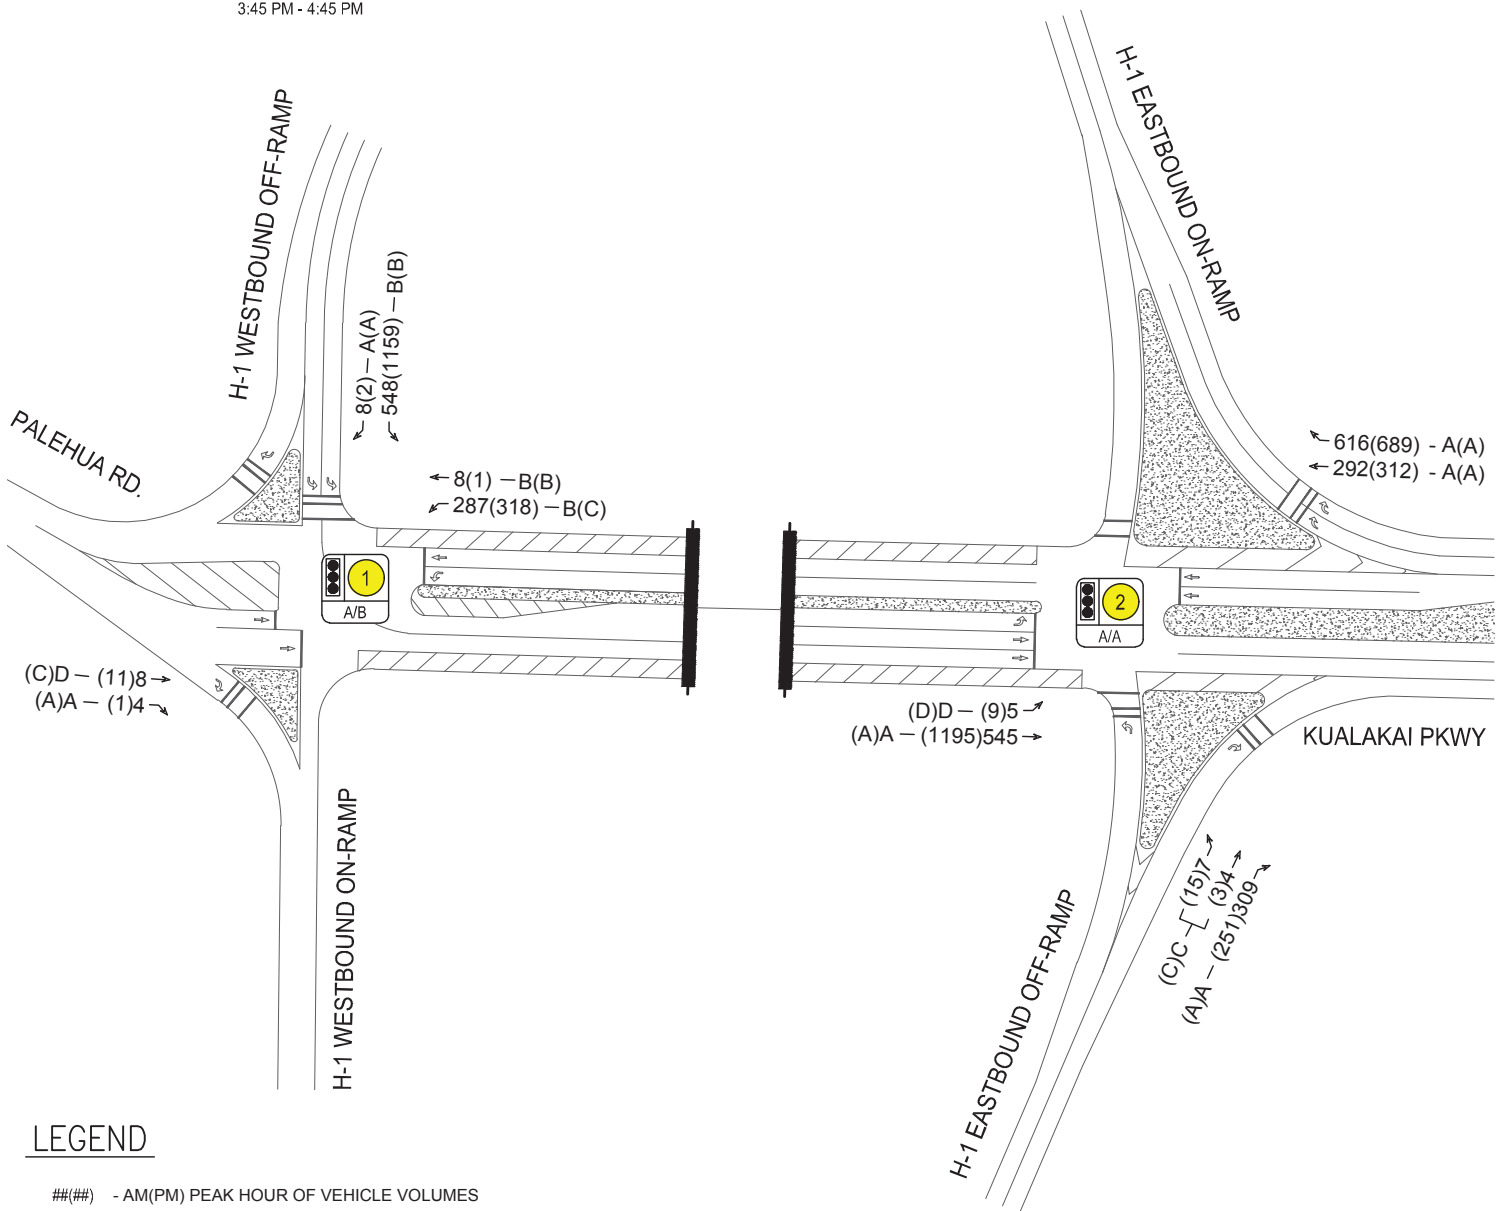 3:45 PM - 4:45 PM
H-1 WESTBOUND OFF-RAMP
H-1 EASTBOUND ON-RAMP
8(2) – A(A)
548(1159) – B(B)
PALEHUA RD.
616(689) - A(A)
292(312) - A(A)
8(1) – B(B)
287(318) – B(C)
1
A/B
2
A/A
(C)D – (11)8
(A)A – (1)4
(D)D – (9)5
(A)A – (1195)545
KUALAKAI PKWY
H-1 WESTBOUND ON-RAMP
(C)C – (15)7
(3)4
(A)A – (251)309
H-1 EASTBOUND OFF-RAMP
LEGEND
##(##) - AM(PM) PEAK HOUR OF VEHICLE VOLUMES